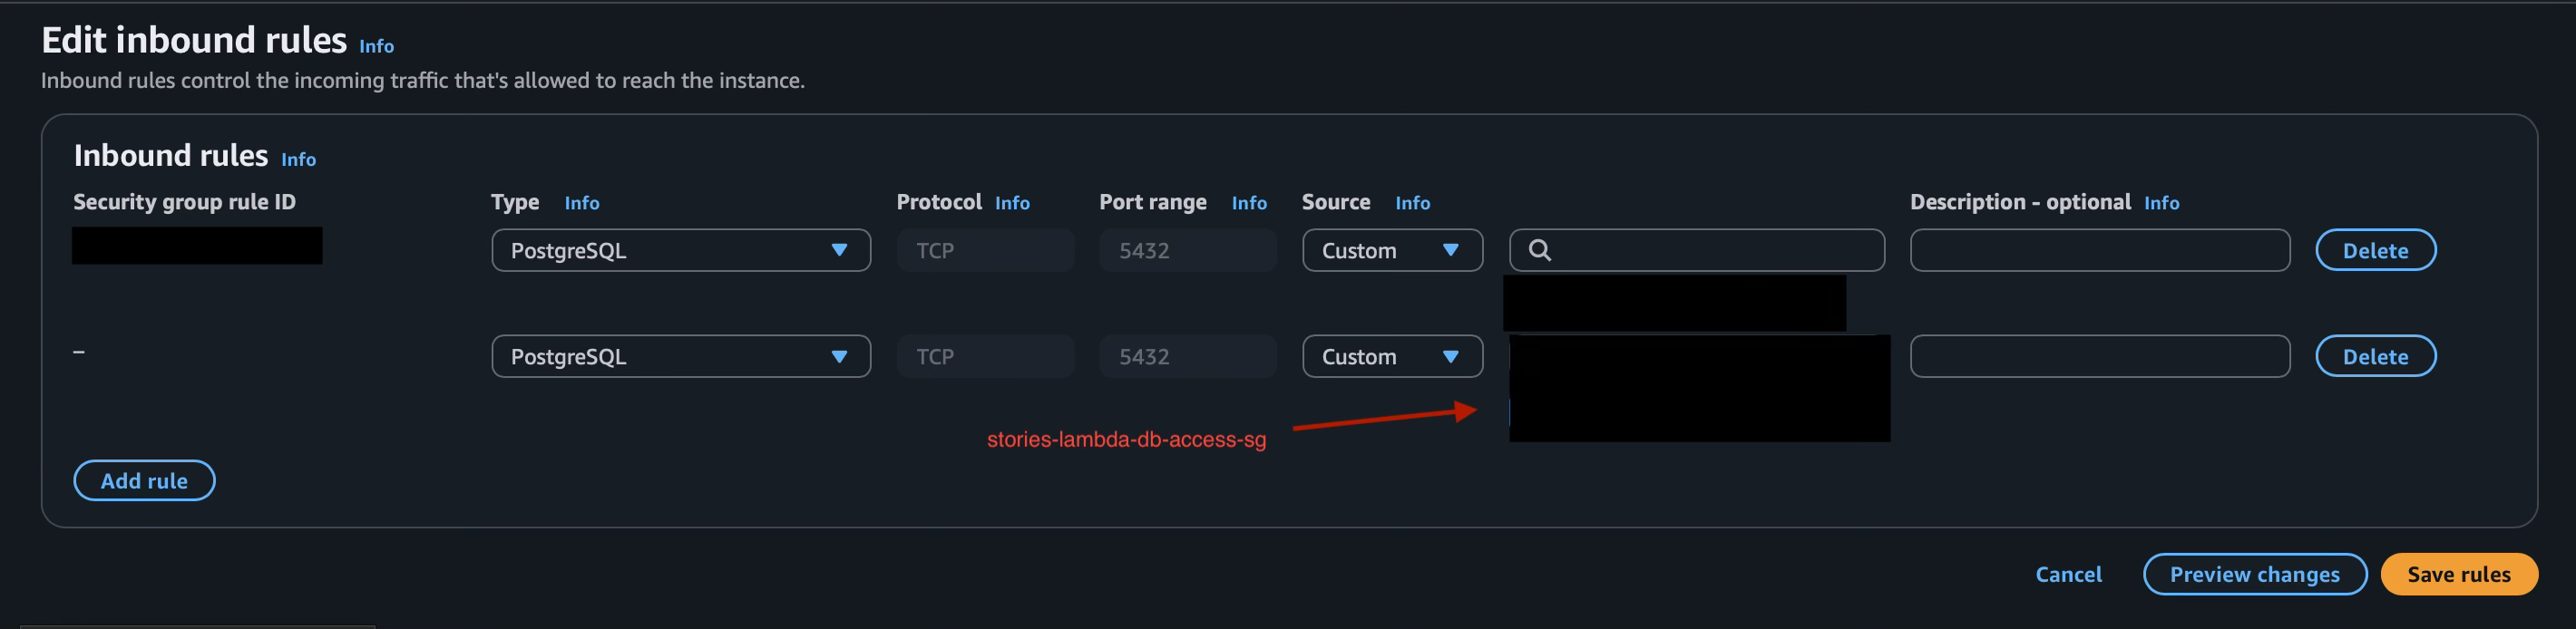 Edit inbound rules Info
Inbound rules control the incoming traffic that's allowed to reach the instance.
Inbound rules Info
Security group rule ID Type Info Protocol Info Port range Info Source Info Description - optional Info
PostgreSQL TCP 5432 Custom Delete
– PostgreSQL TCP 5432 Custom Delete
stories-lambda-db-access-sg
Add rule
Cancel Preview changes Save rules